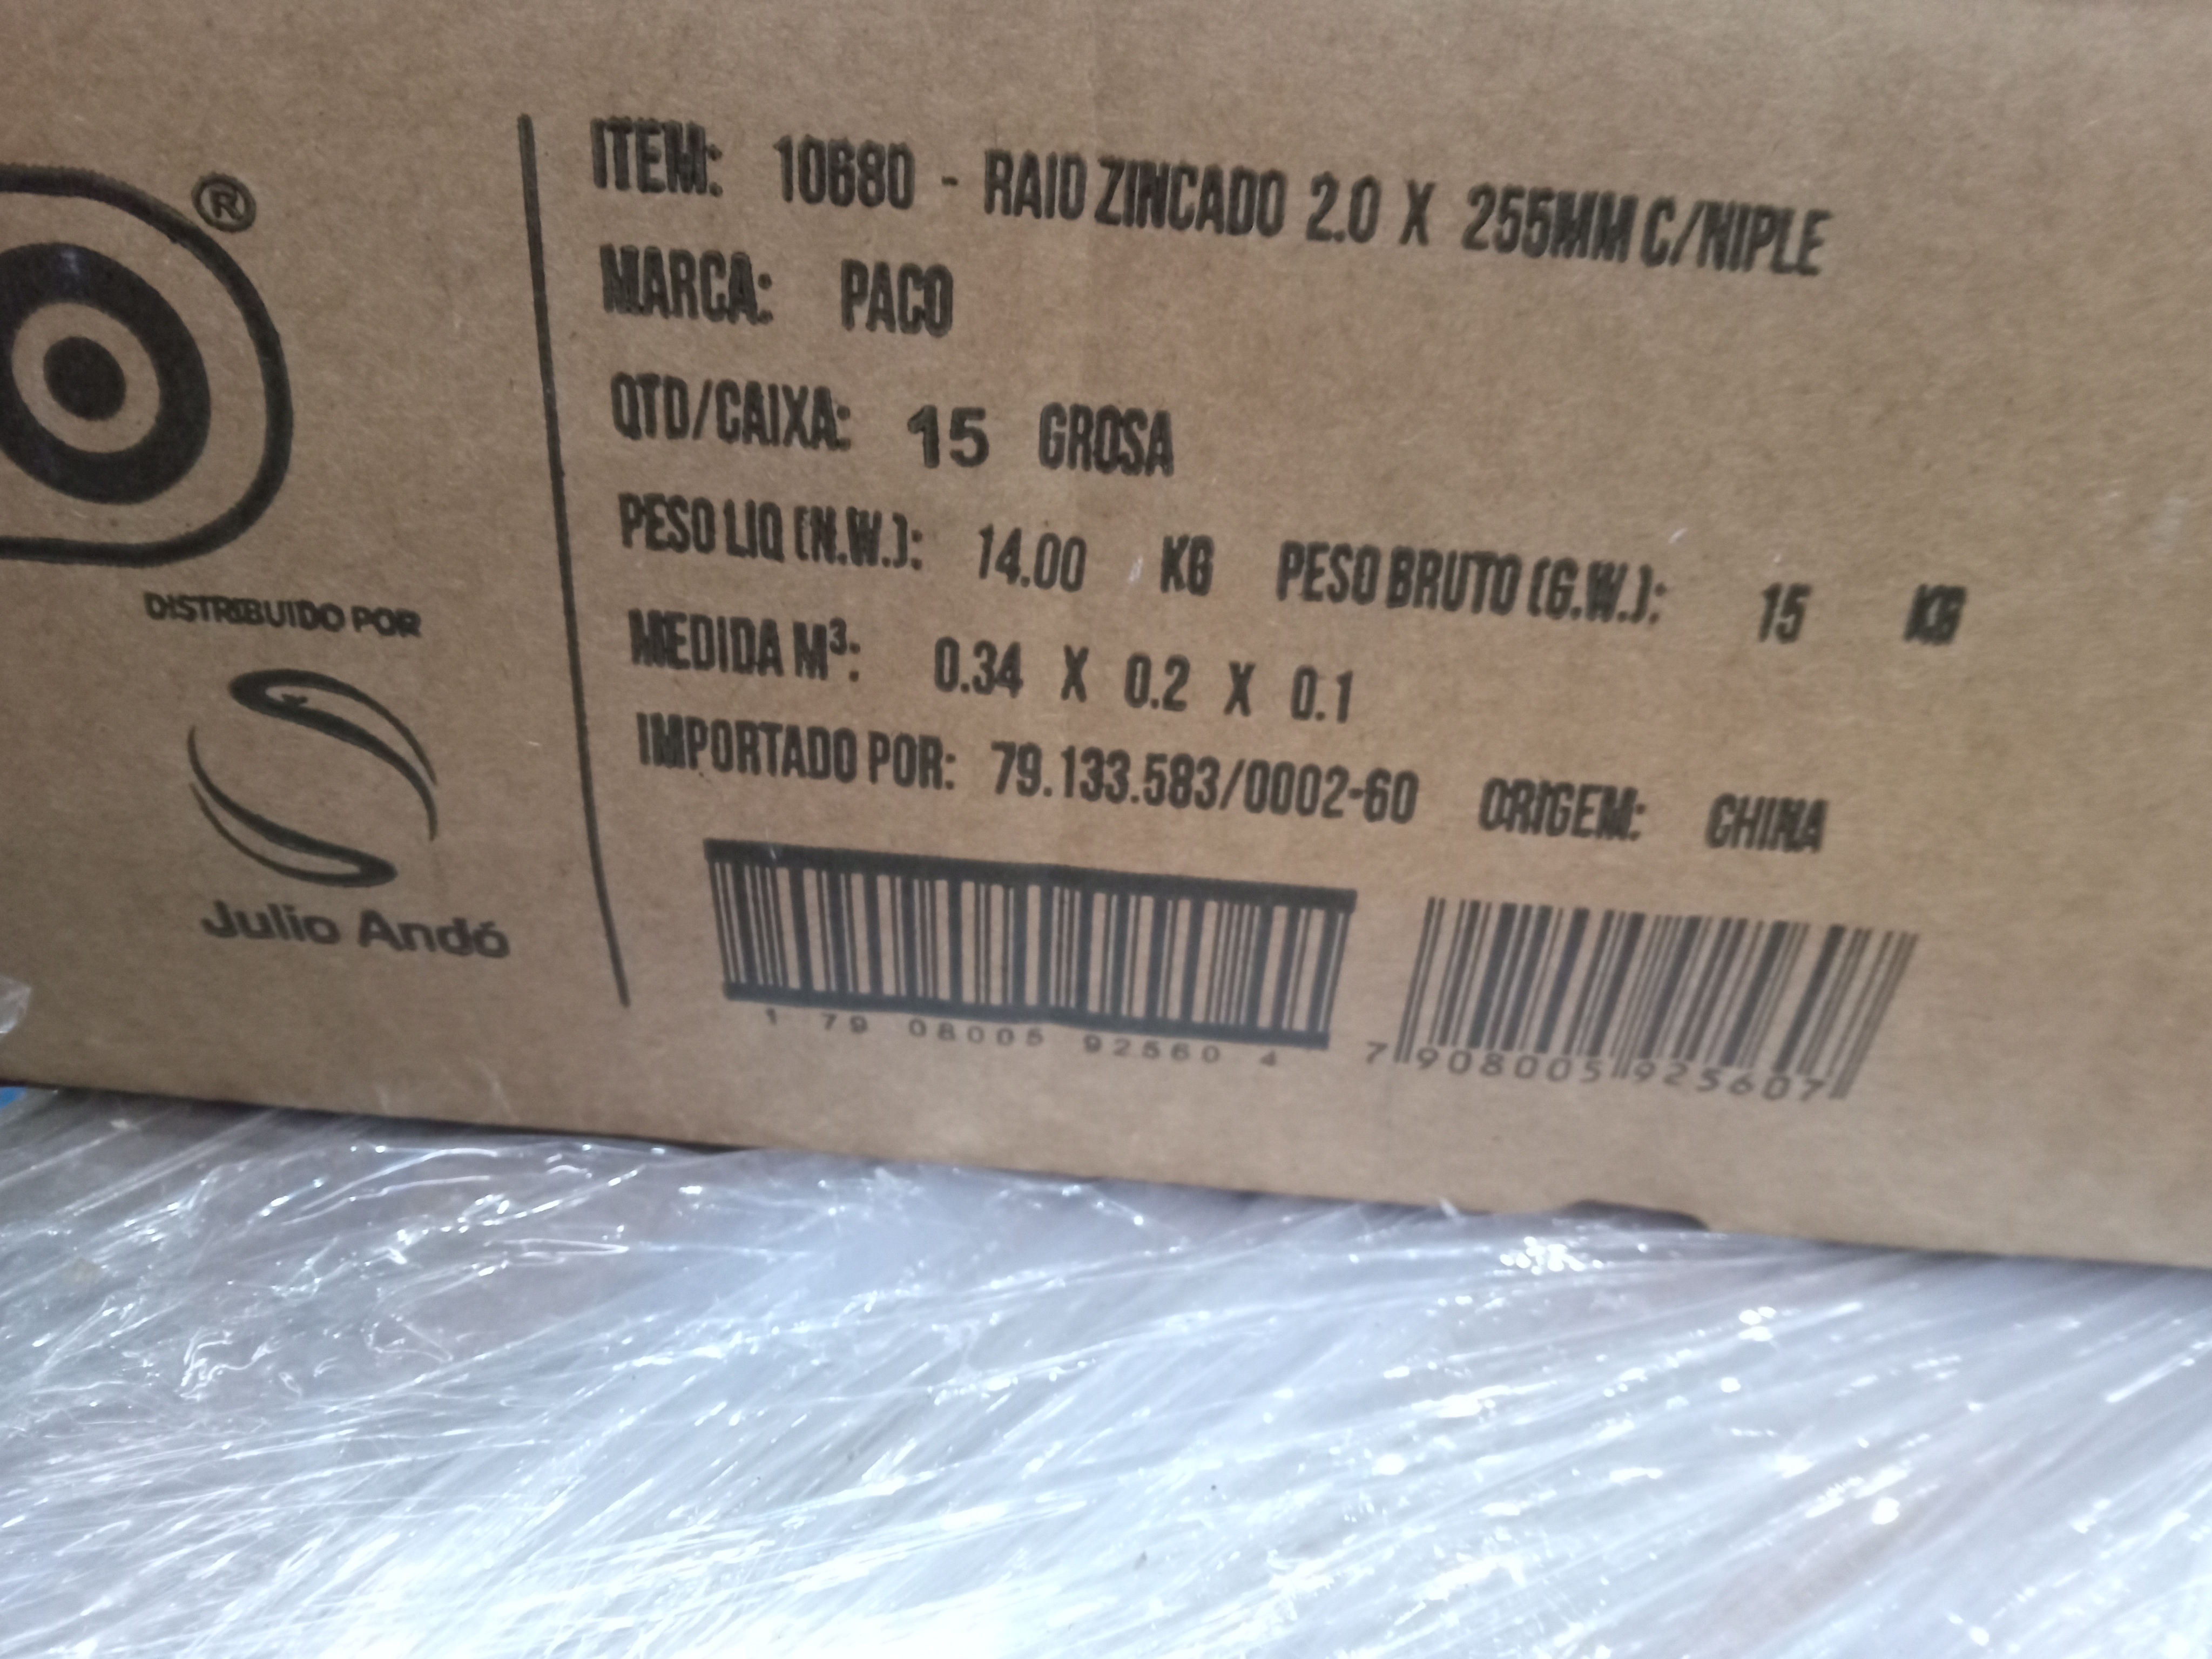 ®
ITEM: 10680 - RAIO ZINCADO 2.0 X 255MM C/NIPLE
MARCA: PACO
QTD/CAIXA: 15 GROSA
PESO LIQ (N.W.): 14.00 KG PESO BRUTO (G.W.): 15 KG
MEDIDA M³: 0.34 X 0.2 X 0.1
IMPORTADO POR: 79.133.583/0002-60 ORIGEM: CHINA
DISTRIBUIDO POR
Julio Andó
1 79 08005 92560 4
7 908005 925607